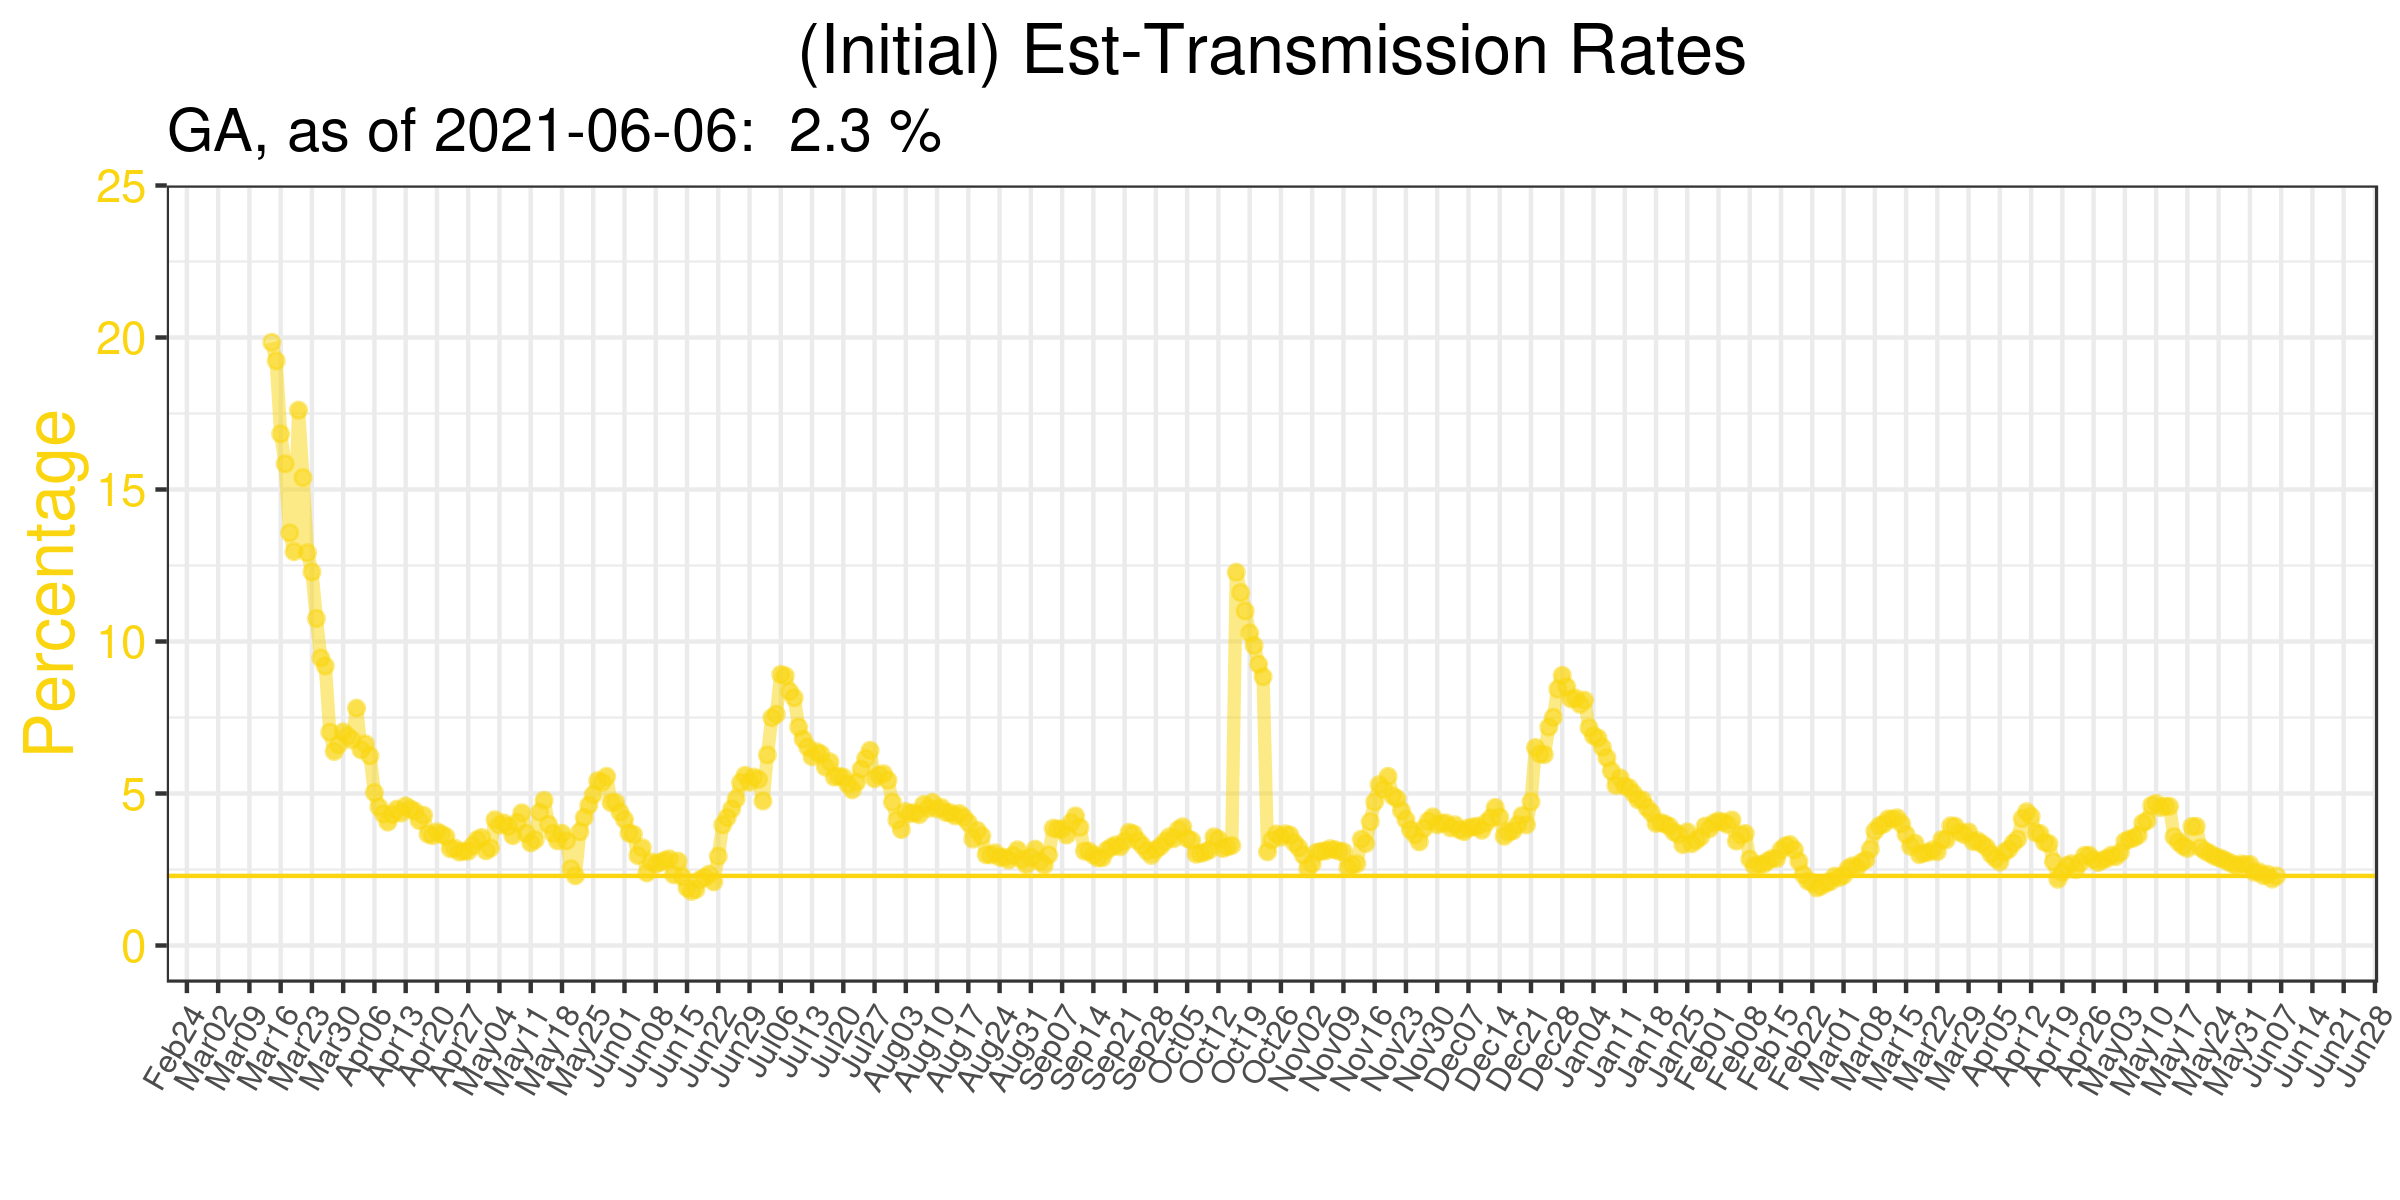 (Initial) Est-Transmission Rates
GA, as of 2021-06-06:  2.3 %
Percentage
25
20
15
10
5
0
Feb24
Mar02
Mar09
Mar16
Mar23
Mar30
Apr06
Apr13
Apr20
Apr27
May04
May11
May18
May25
Jun01
Jun08
Jun15
Jun22
Jun29
Jul06
Jul13
Jul20
Jul27
Aug03
Aug10
Aug17
Aug24
Aug31
Sep07
Sep14
Sep21
Sep28
Oct05
Oct12
Oct19
Oct26
Nov02
Nov09
Nov16
Nov23
Nov30
Dec07
Dec14
Dec21
Dec28
Jan04
Jan11
Jan18
Jan25
Feb01
Feb08
Feb15
Feb22
Mar01
Mar08
Mar15
Mar22
Mar29
Apr05
Apr12
Apr19
Apr26
May03
May10
May17
May24
May31
Jun07
Jun14
Jun21
Jun28